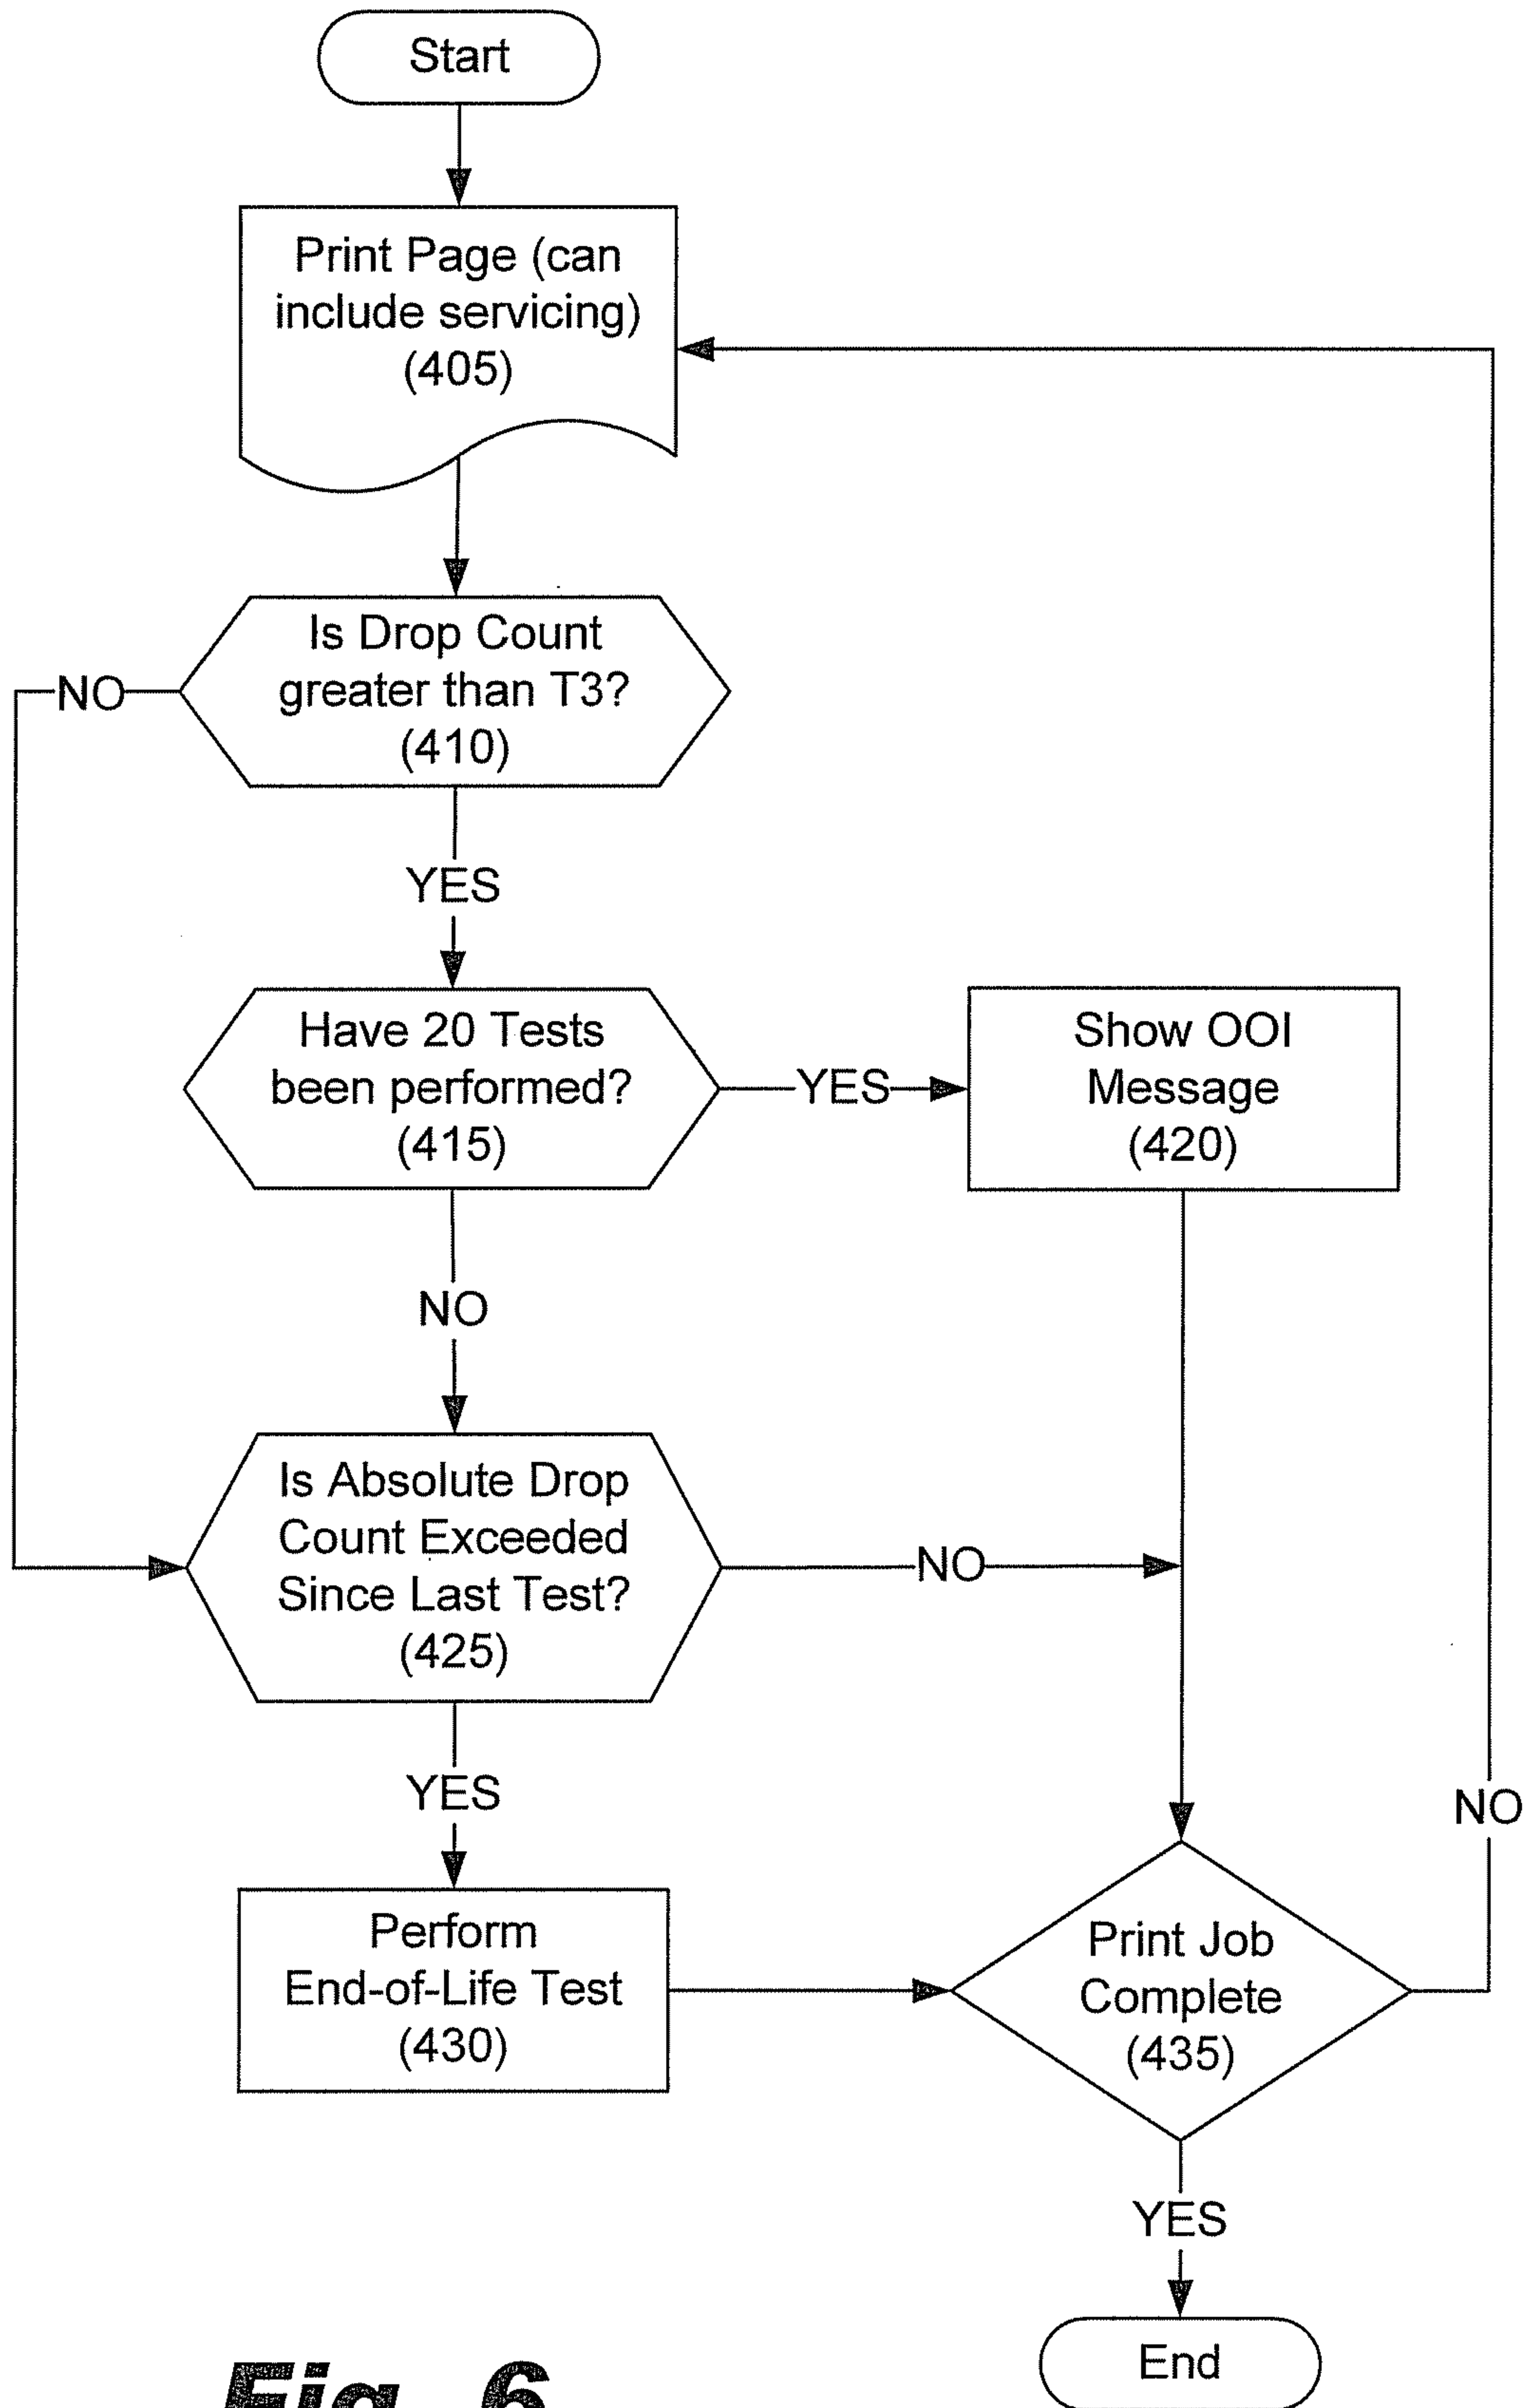 Start
Print Page (can
include servicing)
(405)
Is Drop Count
greater than T3?
(410)
NO
YES
Have 20 Tests
been performed?
(415)
YES
Show OOI
Message
(420)
NO
Is Absolute Drop
Count Exceeded
Since Last Test?
(425)
NO
YES
NO
Perform
End-of-Life Test
(430)
Print Job
Complete
(435)
YES
End
Fig. 6